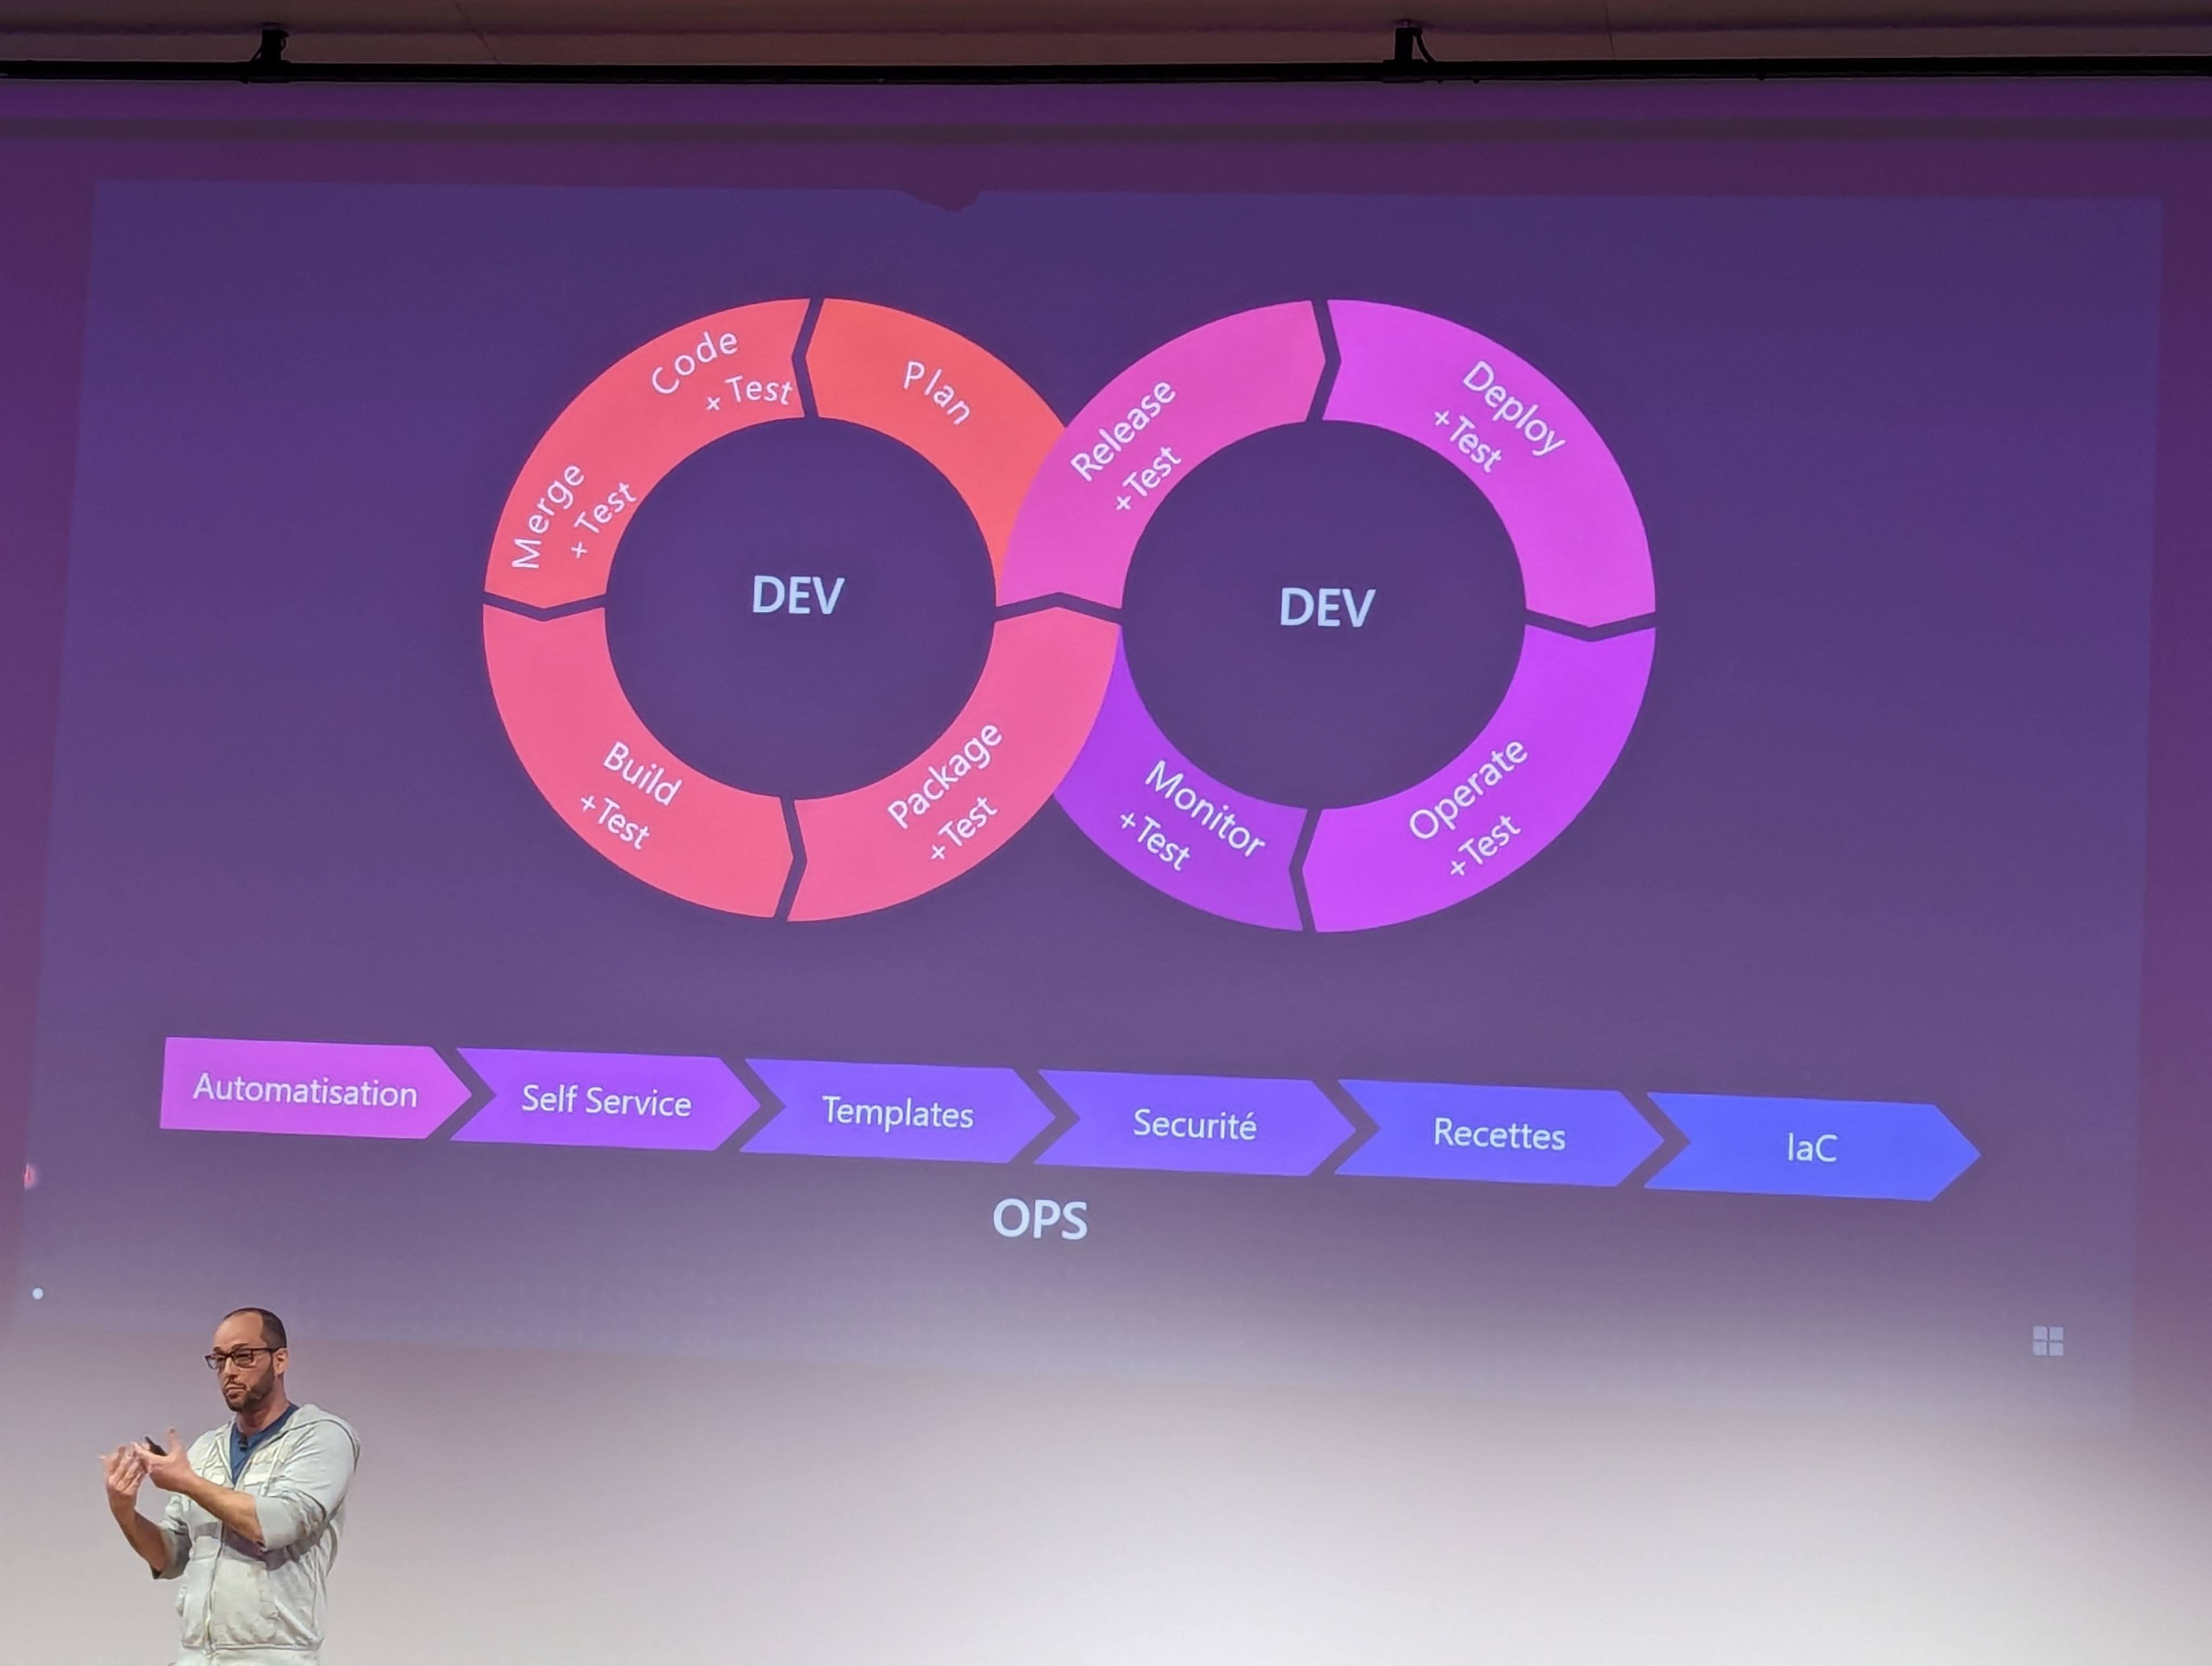 Code
+ Test
Plan
Merge
+ Test
Build
+Test
Package
+Test
DEV
Release
+Test
Deploy
+Test
Operate
+Test
Monitor
+Test
DEV
Automatisation
Self Service
Templates
Securité
Recettes
IaC
OPS